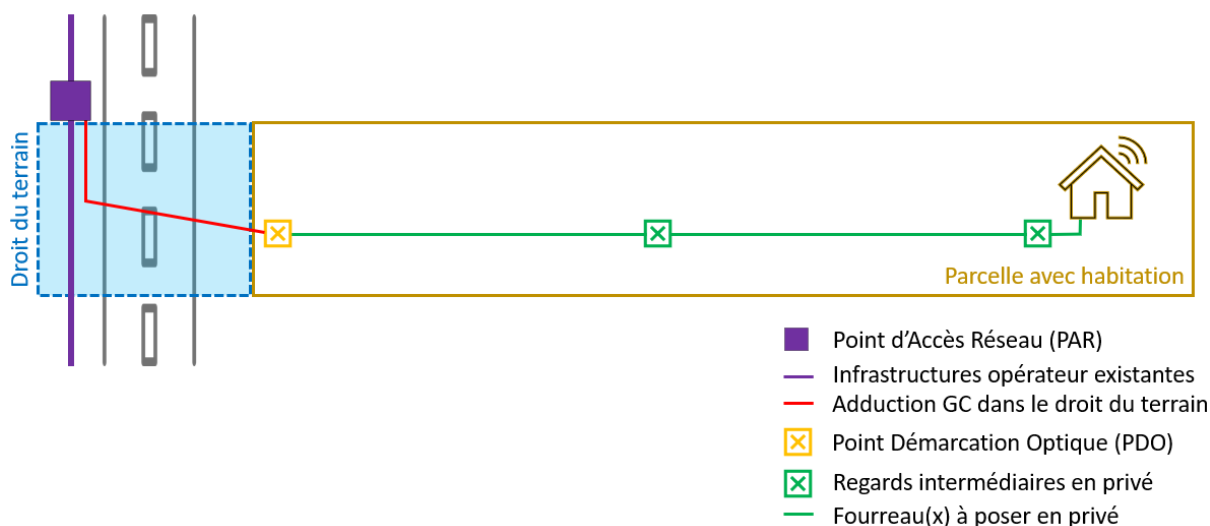 Droit du terrain
Parcelle avec habitation
Point d’Accès Réseau (PAR)
Infrastructures opérateur existantes
Adduction GC dans le droit du terrain
Point Démarcation Optique (PDO)
Regards intermédiaires en privé
Fourreau(x) à poser en privé